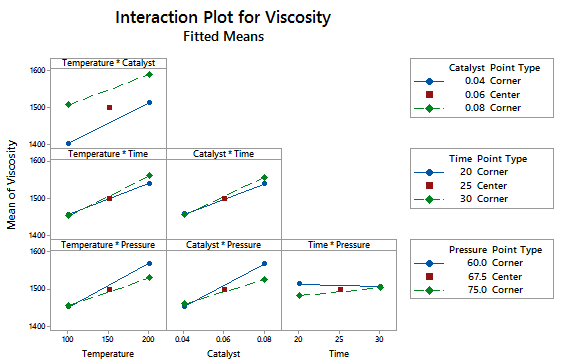 Interaction Plot for Viscosity
Fitted Means
Mean of Viscosity
Temperature * Catalyst
1600
1500
1400
Temperature * Time
Catalyst * Time
1600
1500
1400
Temperature * Pressure
Catalyst * Pressure
Time * Pressure
1600
1500
1400
100 150 200
0.04 0.06 0.08
20 25 30
Temperature
Catalyst
Time
Catalyst Point Type
0.04 Corner
0.06 Center
0.08 Corner
Time Point Type
20 Corner
25 Center
30 Corner
Pressure Point Type
60.0 Corner
67.5 Center
75.0 Corner